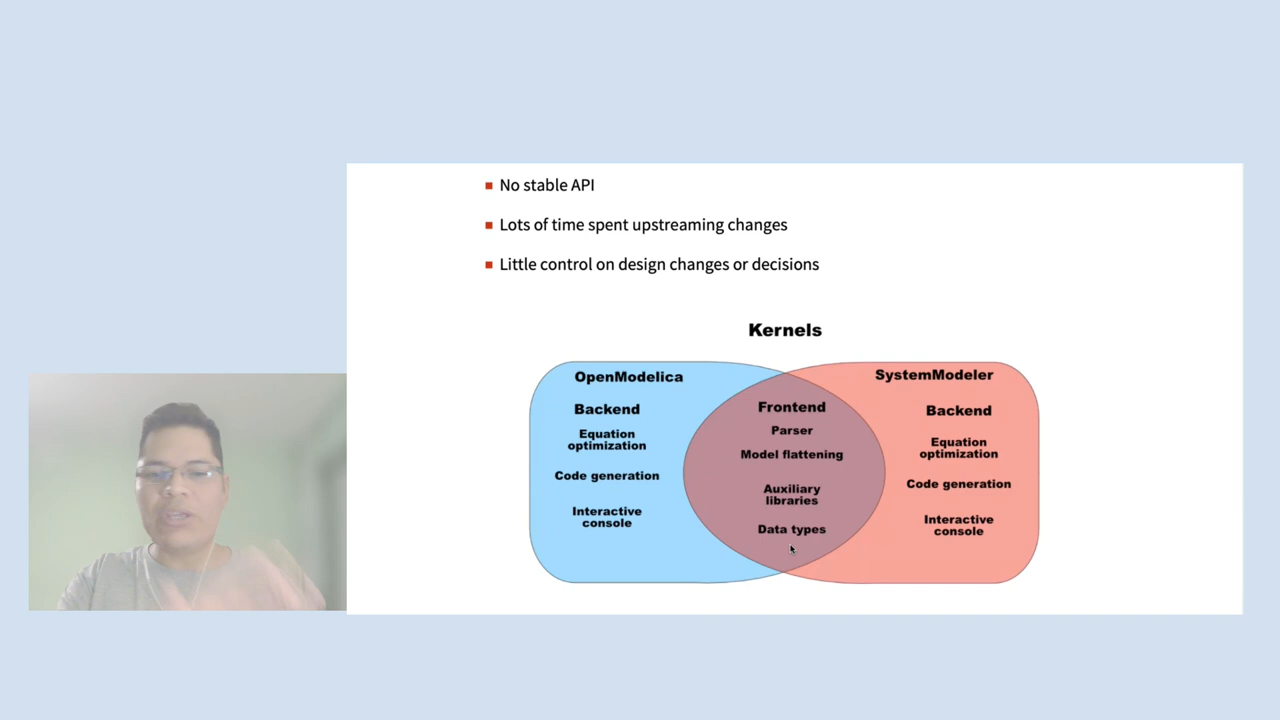 No stable API
Lots of time spent upstreaming changes
Little control on design changes or decisions
Kernels
OpenModelica
Backend
Equation
optimization
Code generation
Interactive
console
Frontend
Parser
Model flattening
Auxiliary
libraries
Data types
SystemModeler
Backend
Equation
optimization
Code generation
Interactive
console